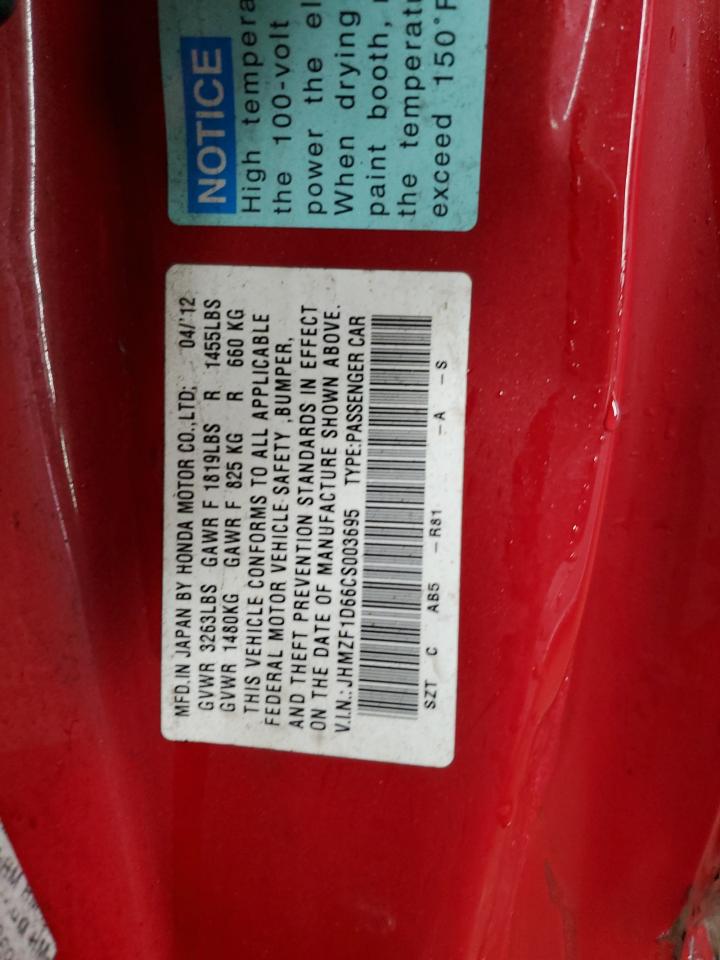 MFD.IN JAPAN BY HONDA MOTOR CO.,LTD; 04/'12
GVWR 3263LBS GAWR F 1819LBS R 1455LBS
GVWR 1480KG GAWR F 825 KG R 660 KG
THIS VEHICLE CONFORMS TO ALL APPLICABLE
FEDERAL MOTOR VEHICLE SAFETY ,BUMPER,
AND THEFT PREVENTION STANDARDS IN EFFECT
ON THE DATE OF MANUFACTURE SHOWN ABOVE.
V.I.N.: JHMZF1D66CS003695 TYPE:PASSENGER CAR
SZT C AB5 -R81 -A -S
NOTICE
High tempera
the 100-volt
power the el
When drying
paint booth,
the temperatu
exceed 150°F